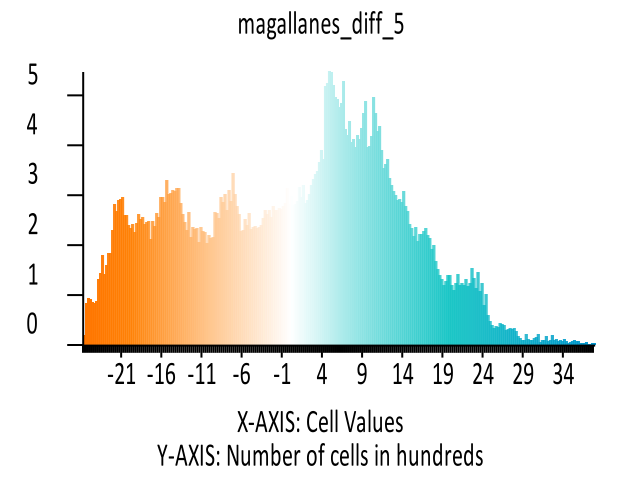 magallanes_diff_5
5
4
3
2
1
0
-21 -16 -11 -6 -1 4 9 14 19 24 29 34
X-AXIS: Cell Values
Y-AXIS: Number of cells in hundreds